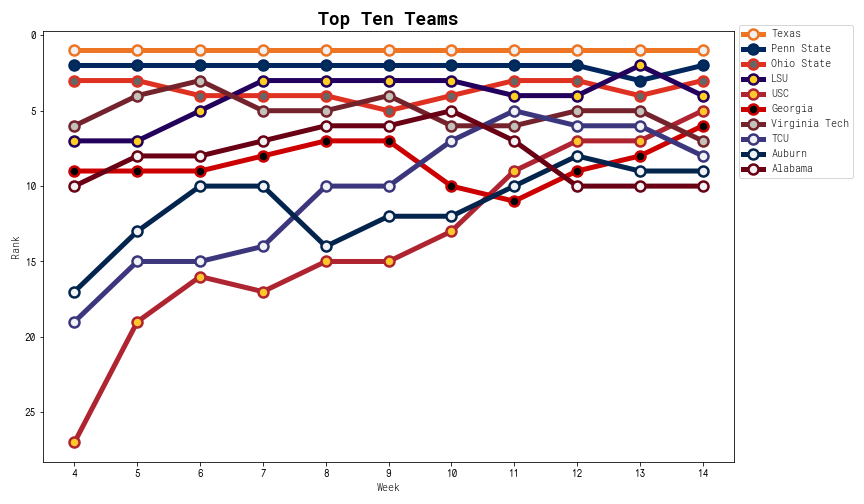 Top Ten Teams
0
5
10
15
20
25
Rank
4 5 6 7 8 9 10 11 12 13 14
Week
Texas
Penn State
Ohio State
LSU
USC
Georgia
Virginia Tech
TCU
Auburn
Alabama